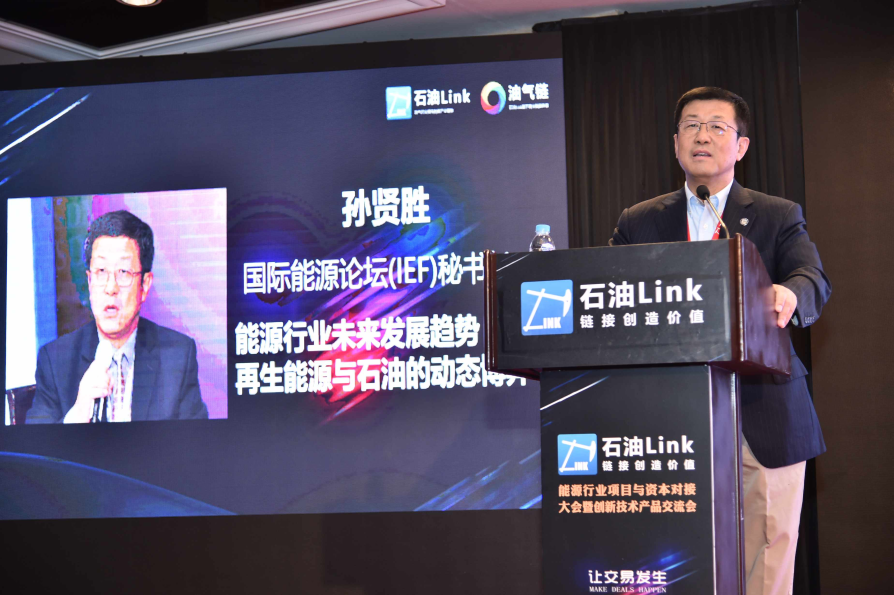 石油Link
油气链
孙贤胜
国际能源论坛(IEF)秘书
能源行业未来发展趋势
再生能源与石油的动态博弈
LINK
石油Link
链接创造价值
LINK
石油Link
链接创造价值
能源行业项目与资本对接
大会暨创新技术产品交流会
让交易发生
MAKE DEALS HAPPEN